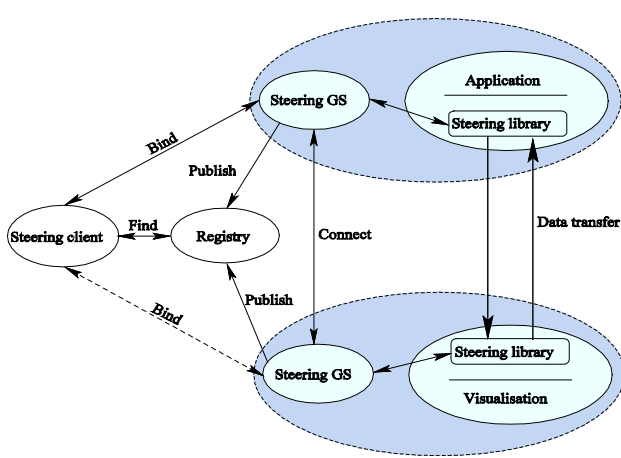 Application
Steering GS
Steering library
Bind
Publish
Data transfer
Find
Steering client
Registry
Connect
Publish
Bind
Steering library
Steering GS
Visualisation